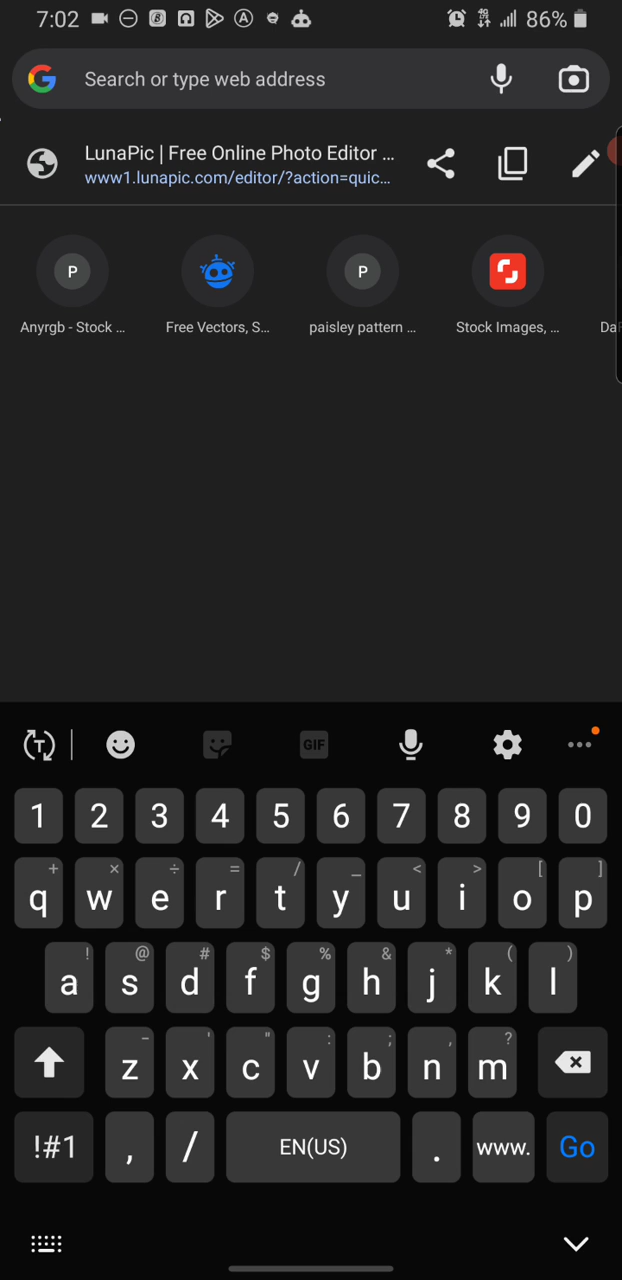 7:02
86%
Search or type web address
LunaPic | Free Online Photo Editor ...
www1.lunapic.com/editor/?action=quic...
P
P
Anyrgb - Stock ...
Free Vectors, S...
paisley pattern ...
Stock Images, ...
GIF
1 2 3 4 5 6 7 8 9 0
+ × ÷ = / _ < > [ ]
q w e r t y u i o p
! @ # $ % & * ( )
a s d f g h j k l
- ' " : ; , ?
z x c v b n m
!#1 , / EN(US) . www. Go